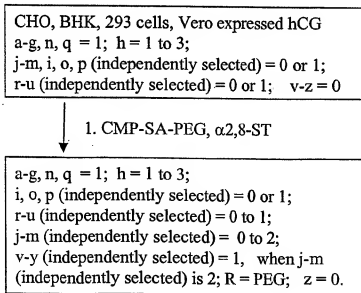 CHO, BHK, 293 cells, Vero expressed hCG
a-g, n, q = 1;  h = 1 to 3;
j-m, i, o, p (independently selected) = 0 or 1;
r-u (independently selected) = 0 or 1;   v-z = 0
1. CMP-SA-PEG, α2,8-ST
a-g, n, q = 1;  h = 1 to 3;
i, o, p (independently selected) = 0 or 1;
r-u (independently selected) = 0 to 1;
j-m (independently selected) =  0 to 2;
v-y (independently selected) = 1,   when j-m
(independently selected) is 2; R = PEG;  z = 0.